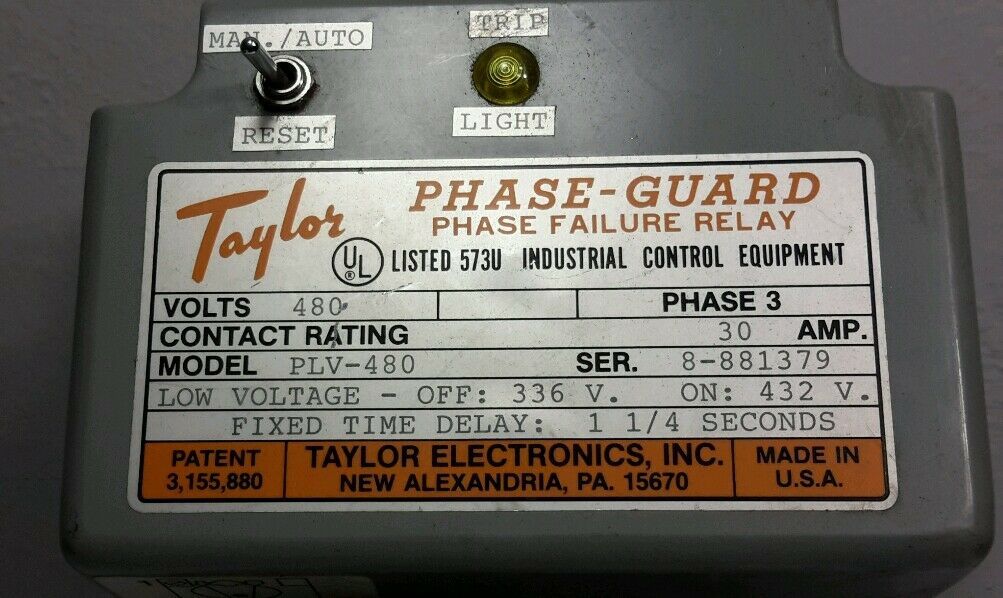 MAN./AUTO
TRIP
RESET
LIGHT
Taylor
PHASE-GUARD
PHASE FAILURE RELAY
UL ® LISTED 573U INDUSTRIAL CONTROL EQUIPMENT
VOLTS 480 PHASE 3
CONTACT RATING 30 AMP.
MODEL PLV-480 SER. 8-881379
LOW VOLTAGE - OFF: 336 V. ON: 432 V.
FIXED TIME DELAY: 1 1/4 SECONDS
PATENT
3,155,880
TAYLOR ELECTRONICS, INC.
NEW ALEXANDRIA, PA. 15670
MADE IN
U.S.A.